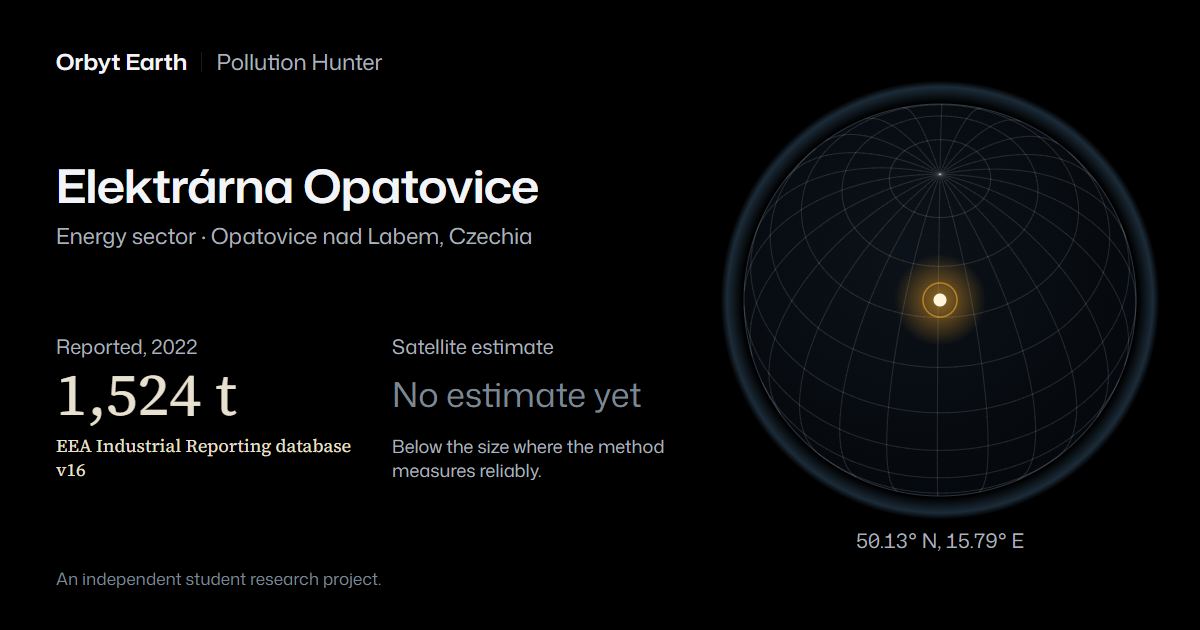 Orbyt Earth | Pollution Hunter
Elektrárna Opatovice
Energy sector · Opatovice nad Labem, Czechia
Reported, 2022
1,524 t
EEA Industrial Reporting database
v16
Satellite estimate
No estimate yet
Below the size where the method
measures reliably.
50.13° N, 15.79° E
An independent student research project.